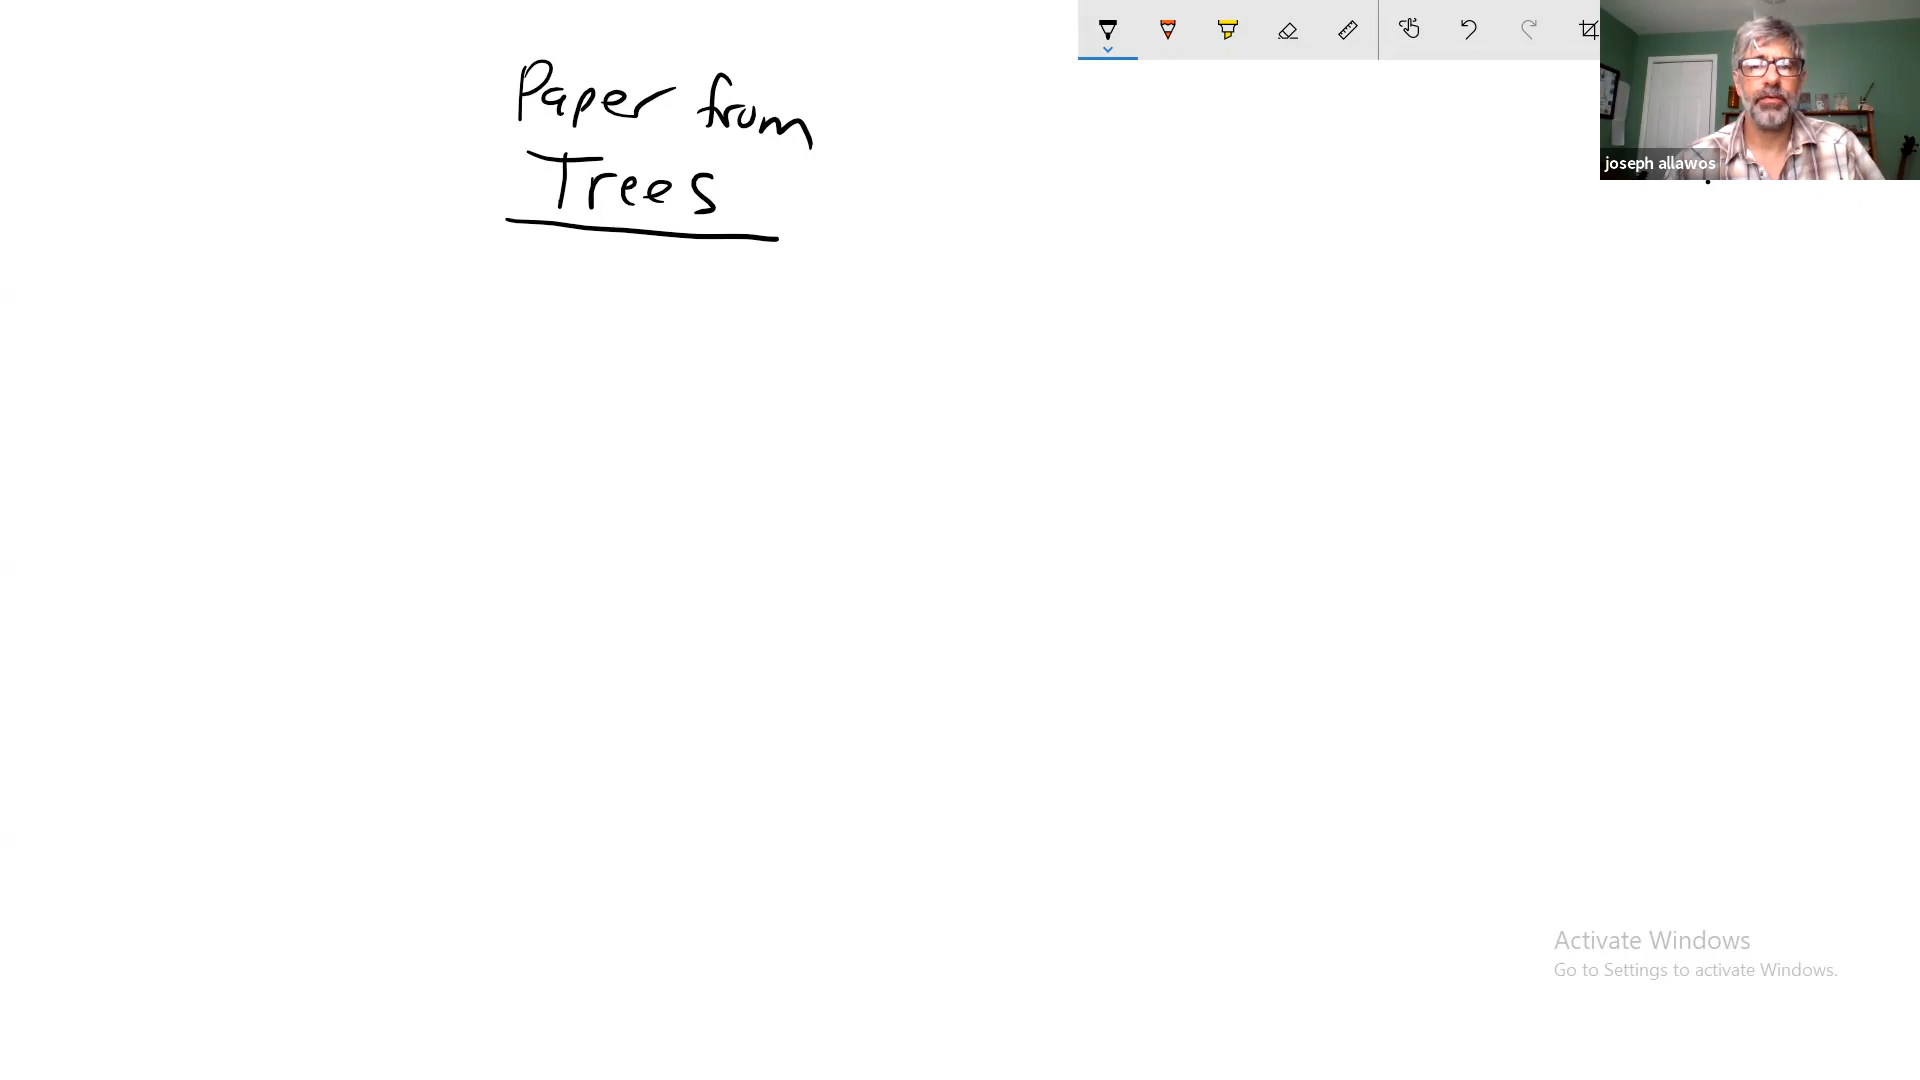 Paper from
Trees
joseph allawos
Activate Windows
Go to Settings to activate Windows.